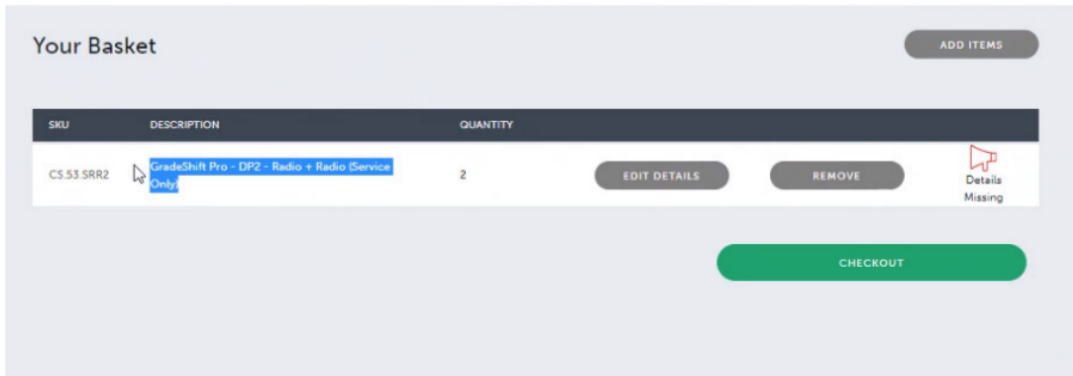 Your Basket
ADD ITEMS
SKU DESCRIPTION QUANTITY
CS.53.SRR2 GradeShift Pro - DP2 - Radio + Radio (Service
Only)
2
EDIT DETAILS
REMOVE
Details
Missing
CHECKOUT